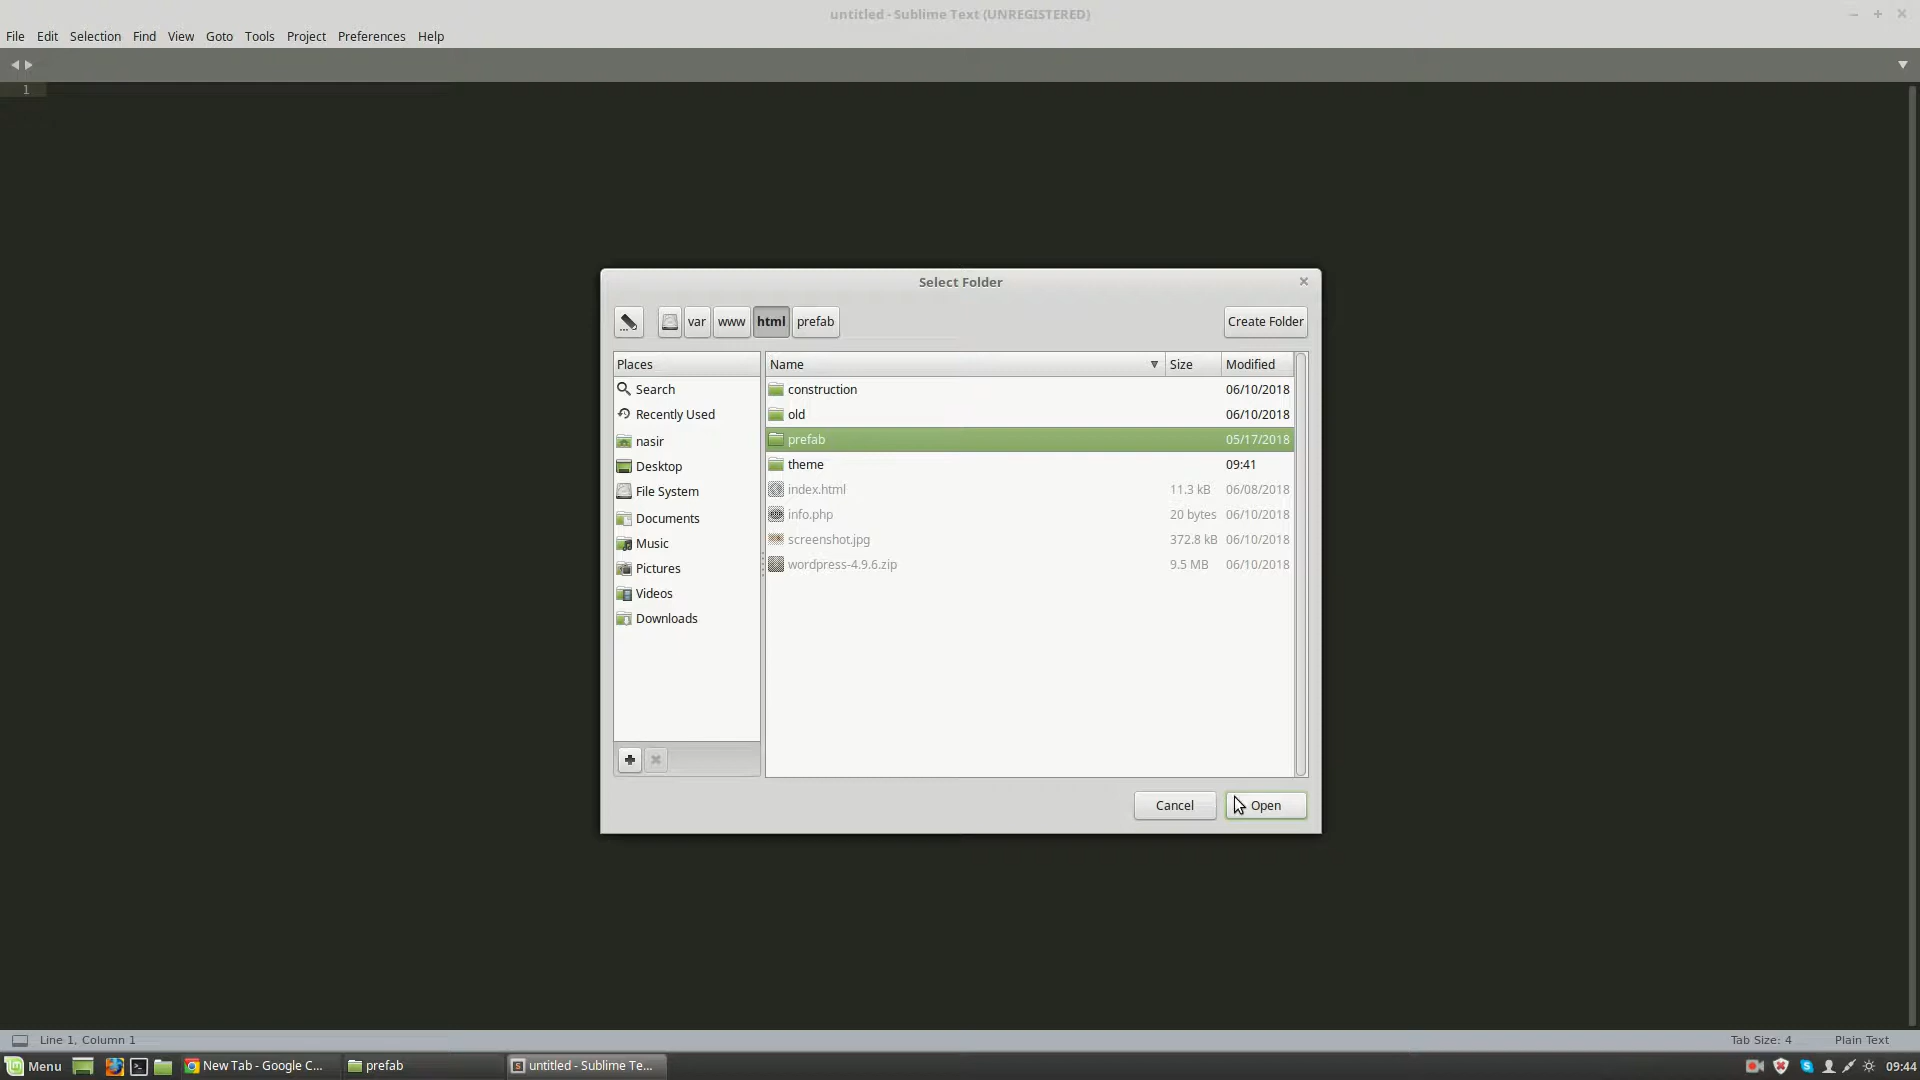 untitled - Sublime Text (UNREGISTERED)
File Edit Selection Find View Goto Tools Project Preferences Help
1
Select Folder
var www html prefab Create Folder
Places
Search
Recently Used
nasir
Desktop
File System
Documents
Music
Pictures
Videos
Downloads
Name Size Modified
construction 06/10/2018
old 06/10/2018
prefab 05/17/2018
theme 09:41
index.html 11.3 kB 06/08/2018
info.php 20 bytes 06/10/2018
screenshot.jpg 372.8 kB 06/10/2018
wordpress-4.9.6.zip 9.5 MB 06/10/2018
Cancel Open
Line 1, Column 1 Tab Size: 4 Plain Text
Menu New Tab - Google C... prefab untitled - Sublime Te... 09:44